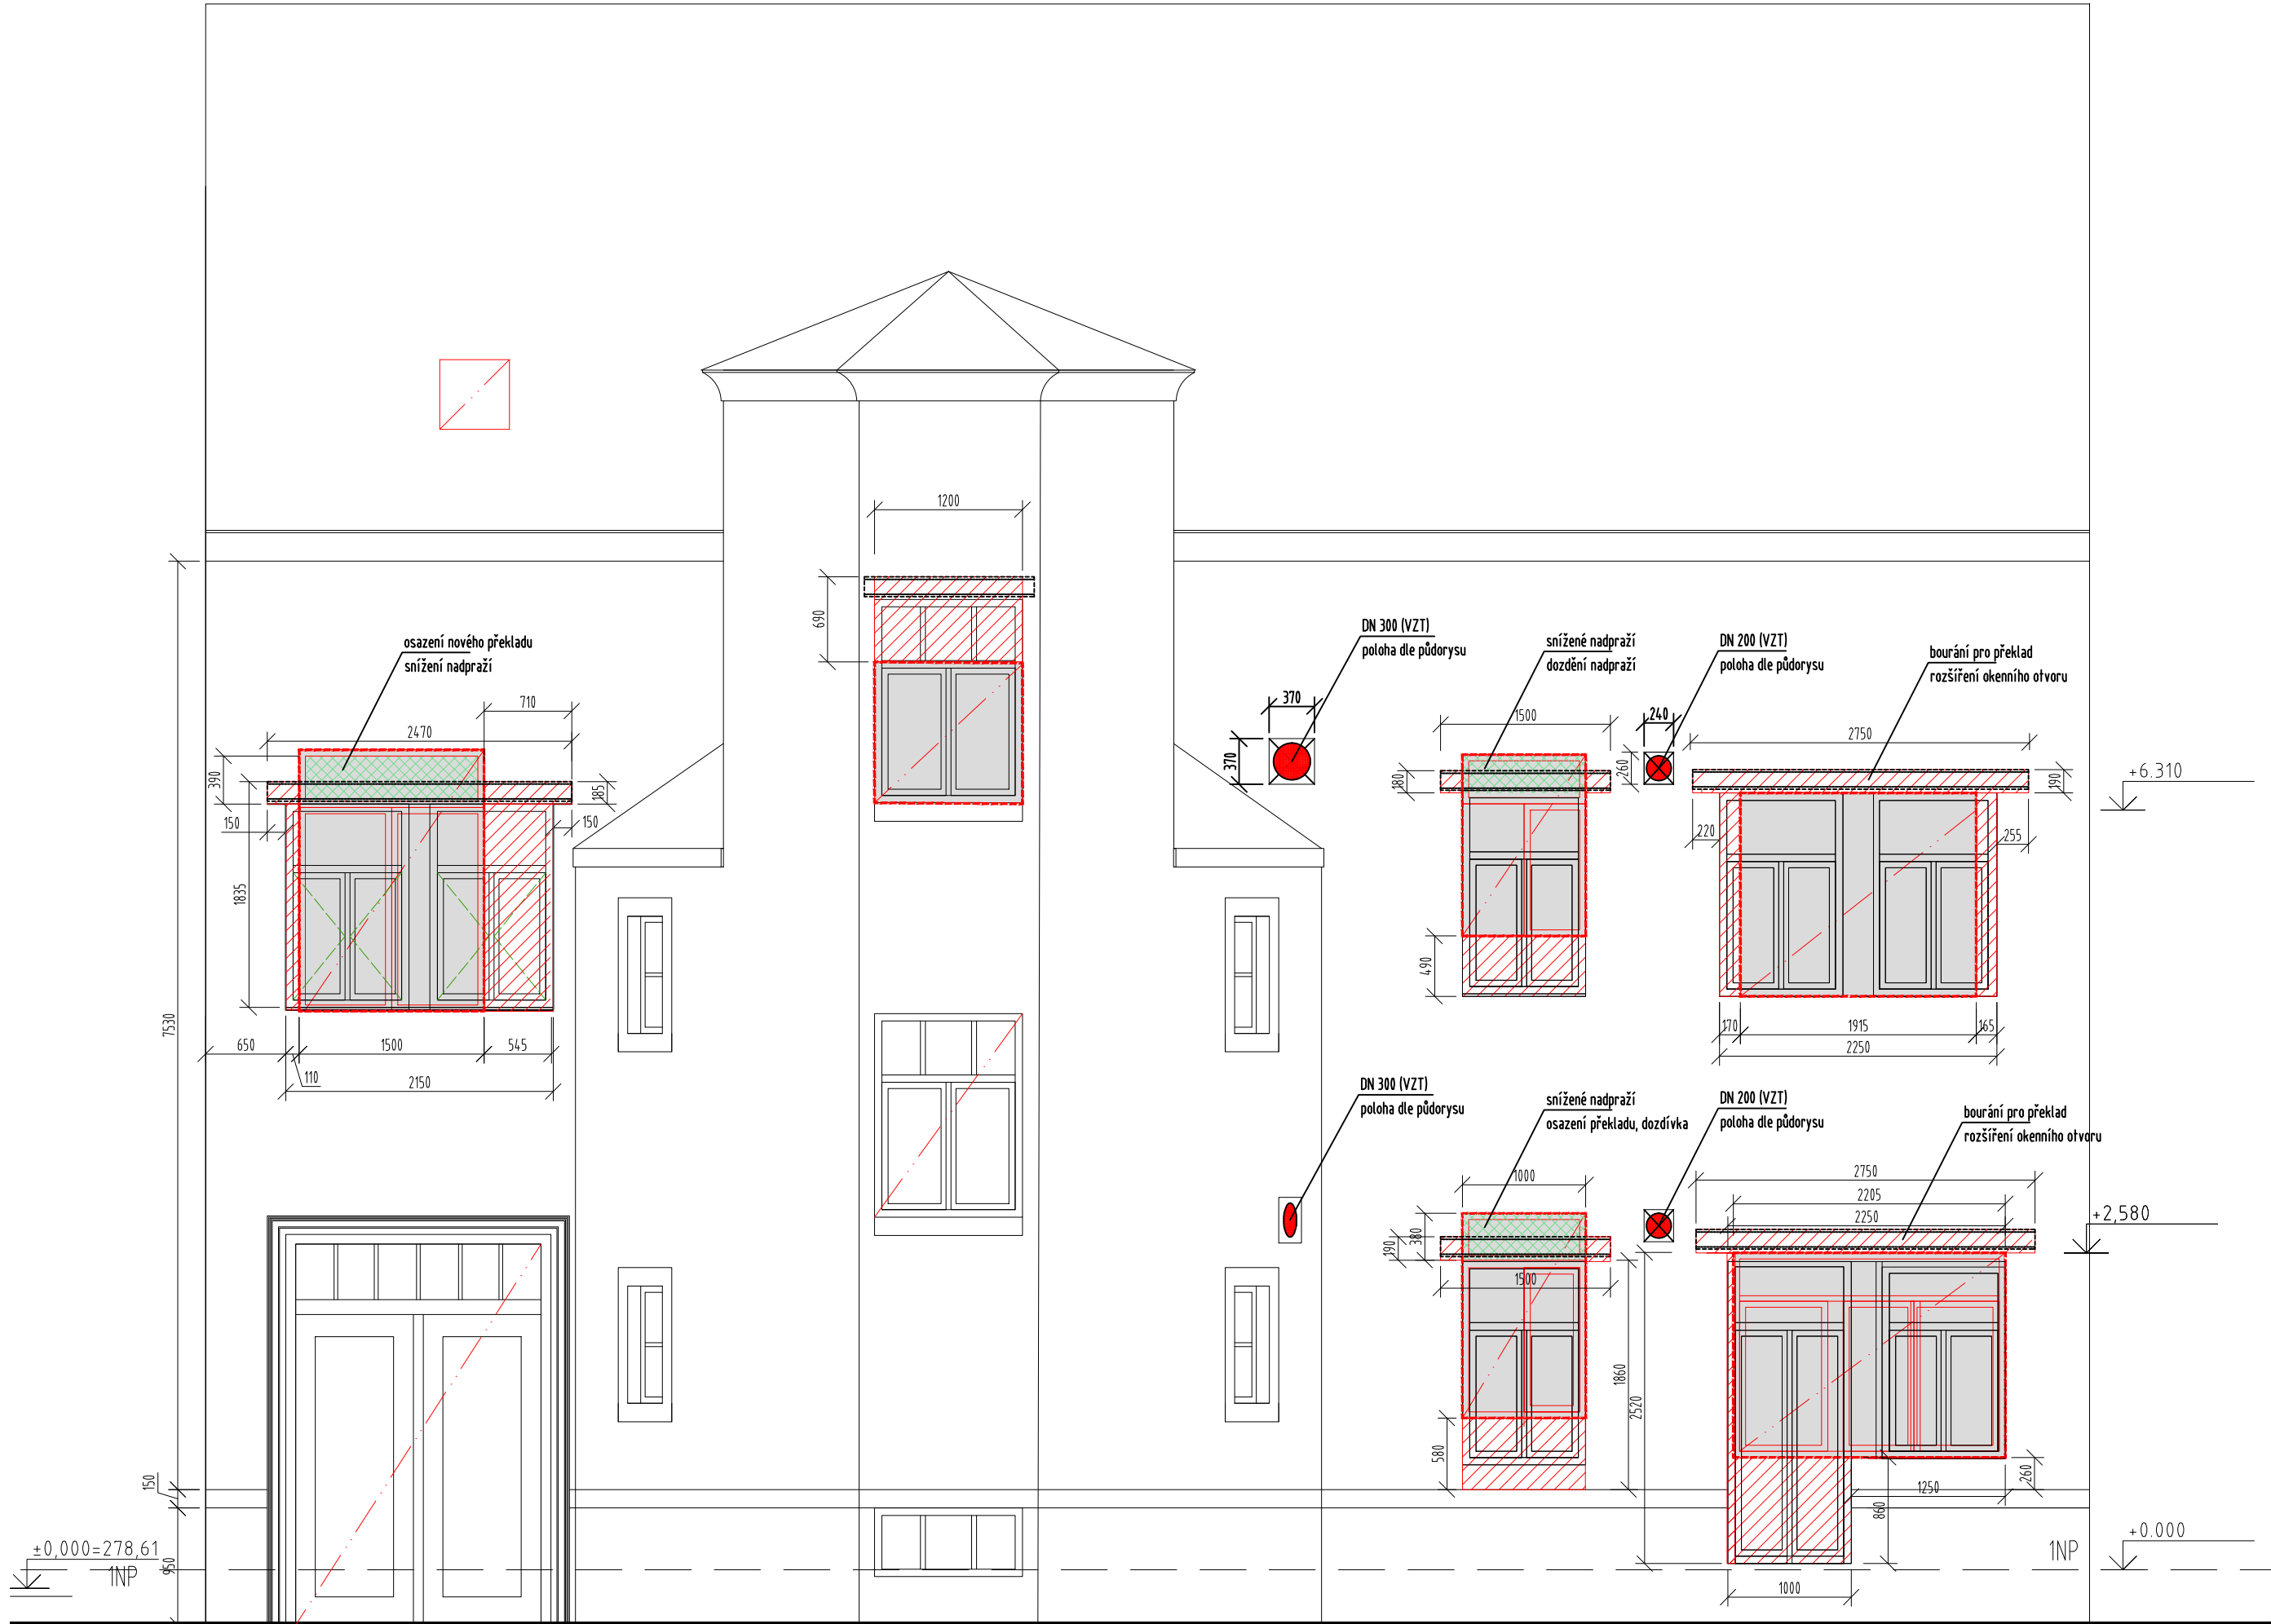 1200
690
osazení nového překladu
snížení nadpraží
DN 300 (VZT)
poloha dle půdorysu
snížené nadpraží
dozdění nadpraží
DN 200 (VZT)
poloha dle půdorysu
bourání pro překlad
rozšíření okenního otvoru
710
2470
390
185
150
150
1835
370
370
1500
180
240
260
2750
190
+6.310
220
255
490
7530
650
1500
545
110
2150
170
1915
165
2250
DN 300 (VZT)
poloha dle půdorysu
snížené nadpraží
osazení překladu, dozdívka
DN 200 (VZT)
poloha dle půdorysu
bourání pro překlad
rozšíření okenního otvoru
1000
380
190
1500
2750
2205
2250
+2,580
1860
2520
580
150
950
260
1250
860
1000
±0,000=278,61
1NP
1NP
+0.000